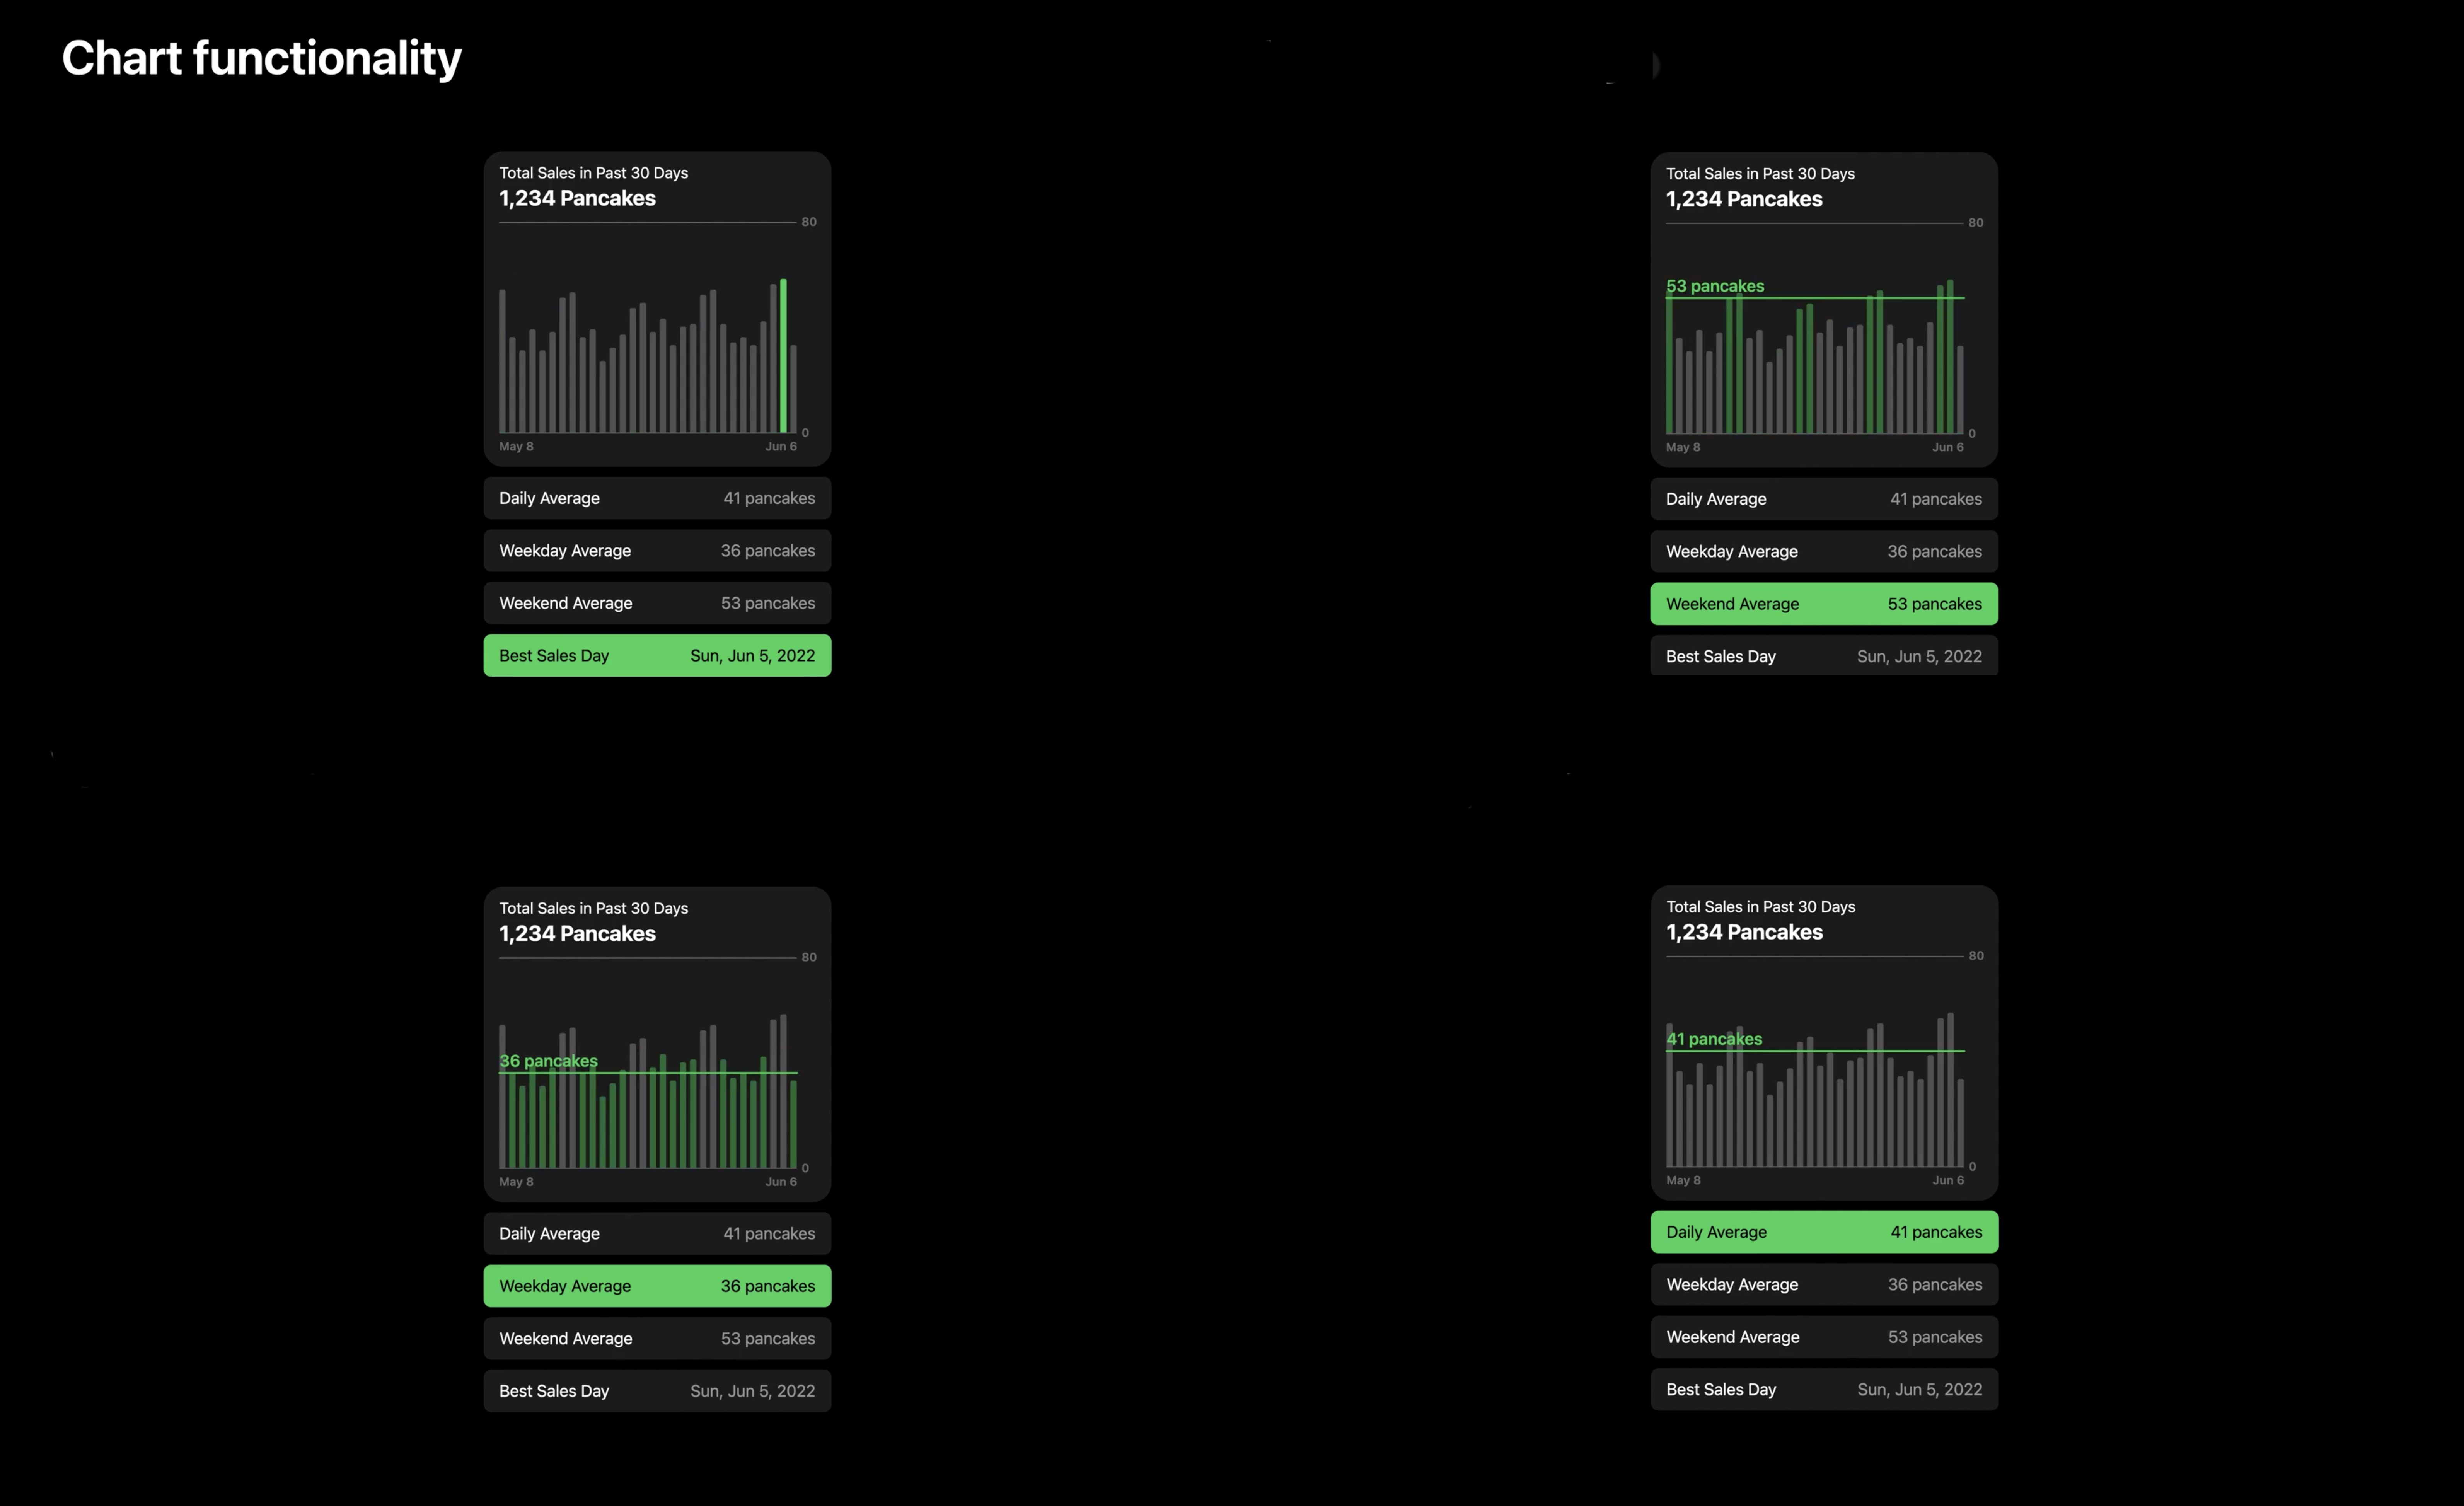 Chart functionality
Total Sales in Past 30 Days
1,234 Pancakes
80
0
May 8 Jun 6
Daily Average 41 pancakes
Weekday Average 36 pancakes
Weekend Average 53 pancakes
Best Sales Day Sun, Jun 5, 2022
Total Sales in Past 30 Days
1,234 Pancakes
80
53 pancakes
0
May 8 Jun 6
Daily Average 41 pancakes
Weekday Average 36 pancakes
Weekend Average 53 pancakes
Best Sales Day Sun, Jun 5, 2022
Total Sales in Past 30 Days
1,234 Pancakes
80
36 pancakes
0
May 8 Jun 6
Daily Average 41 pancakes
Weekday Average 36 pancakes
Weekend Average 53 pancakes
Best Sales Day Sun, Jun 5, 2022
Total Sales in Past 30 Days
1,234 Pancakes
80
41 pancakes
0
May 8 Jun 6
Daily Average 41 pancakes
Weekday Average 36 pancakes
Weekend Average 53 pancakes
Best Sales Day Sun, Jun 5, 2022